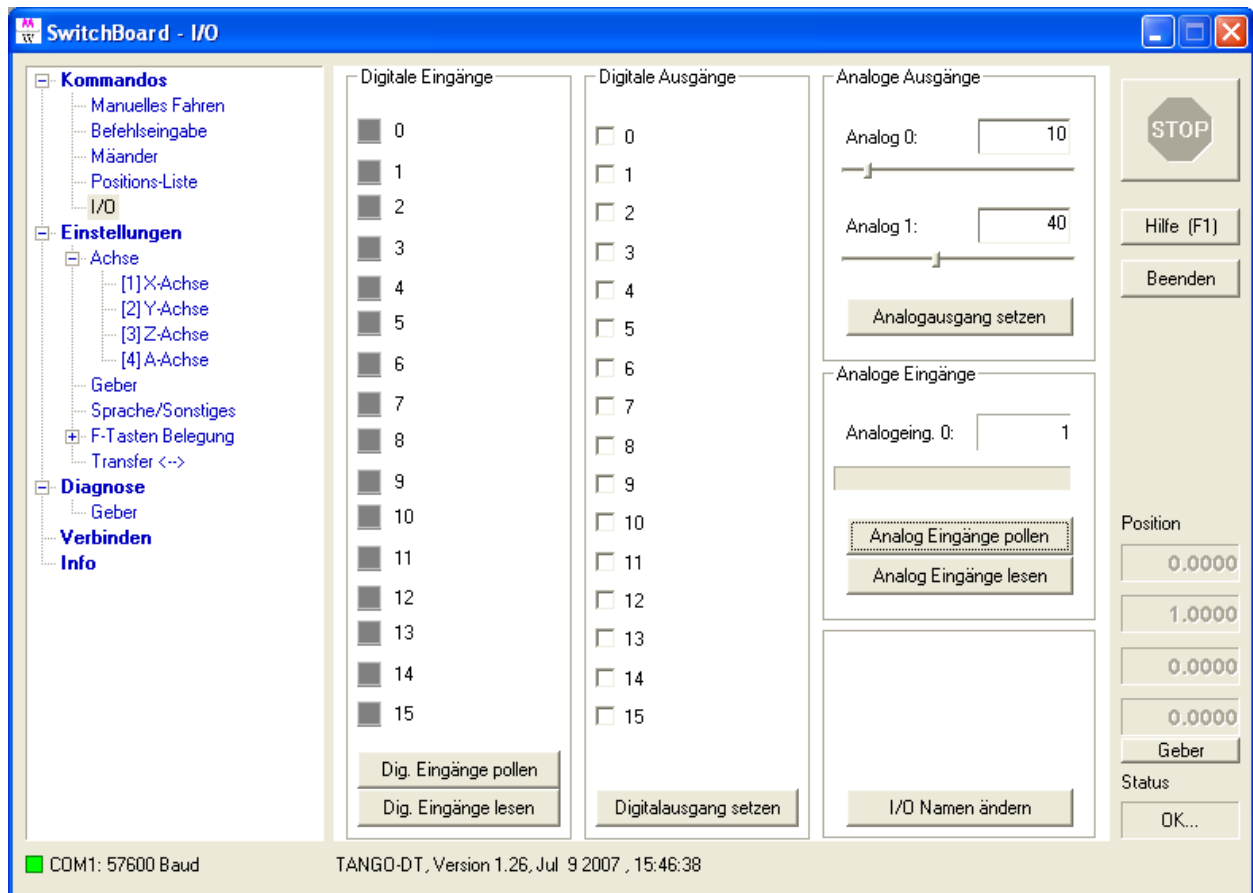 SwitchBoard - I/O
Kommandos
Manuelles Fahren
Befehlseingabe
Mäander
Positions-Liste
I/O
Einstellungen
Achse
[1] X-Achse
[2] Y-Achse
[3] Z-Achse
[4] A-Achse
Geber
Sprache/Sonstiges
F-Tasten Belegung
Transfer <-->
Diagnose
Geber
Verbinden
Info
Digitale Eingänge
0
1
2
3
4
5
6
7
8
9
10
11
12
13
14
15
Dig. Eingänge pollen
Dig. Eingänge lesen
Digitale Ausgänge
0
1
2
3
4
5
6
7
8
9
10
11
12
13
14
15
Digitalausgang setzen
Analoge Ausgänge
Analog 0: 10
Analog 1: 40
Analogausgang setzen
Analoge Eingänge
Analogeing. 0: 1
Analog Eingänge pollen
Analog Eingänge lesen
I/O Namen ändern
STOP
Hilfe (F1)
Beenden
Position
0.0000
1.0000
0.0000
0.0000
Geber
Status
OK...
COM1: 57600 Baud
TANGO-DT, Version 1.26, Jul 9 2007 , 15:46:38